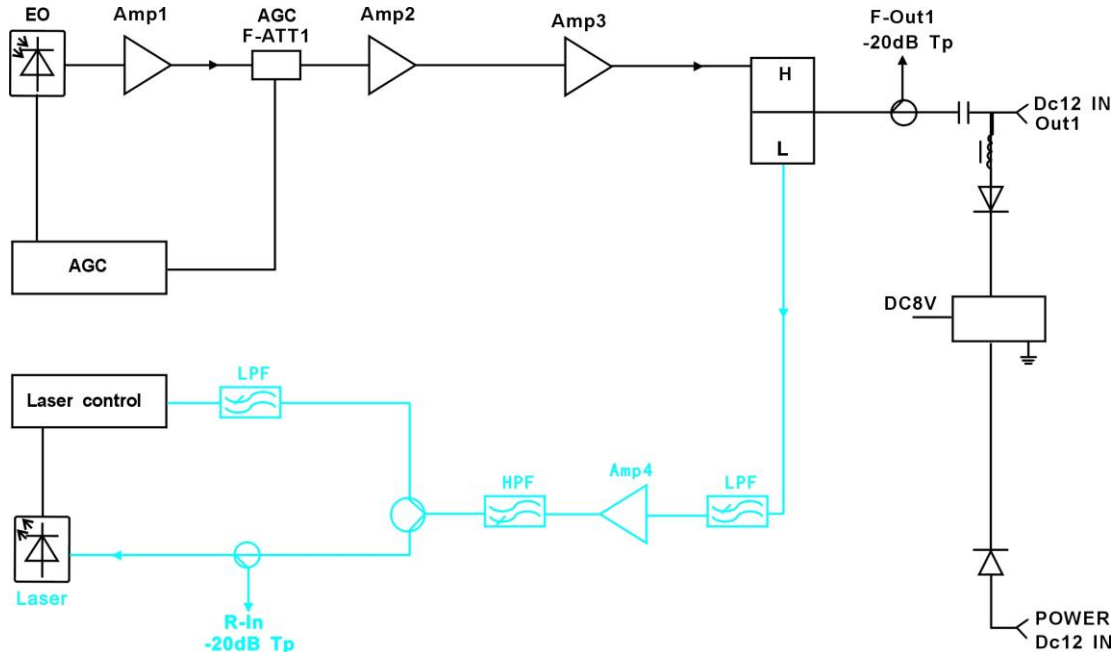 EO
Amp1
AGC
F-ATT1
Amp2
Amp3
F-Out1
-20dB Tp
H
L
Dc12 IN
Out1
AGC
DC8V
LPF
Laser control
HPF
Amp4
LPF
Laser
R-In
-20dB Tp
POWER
Dc12 IN